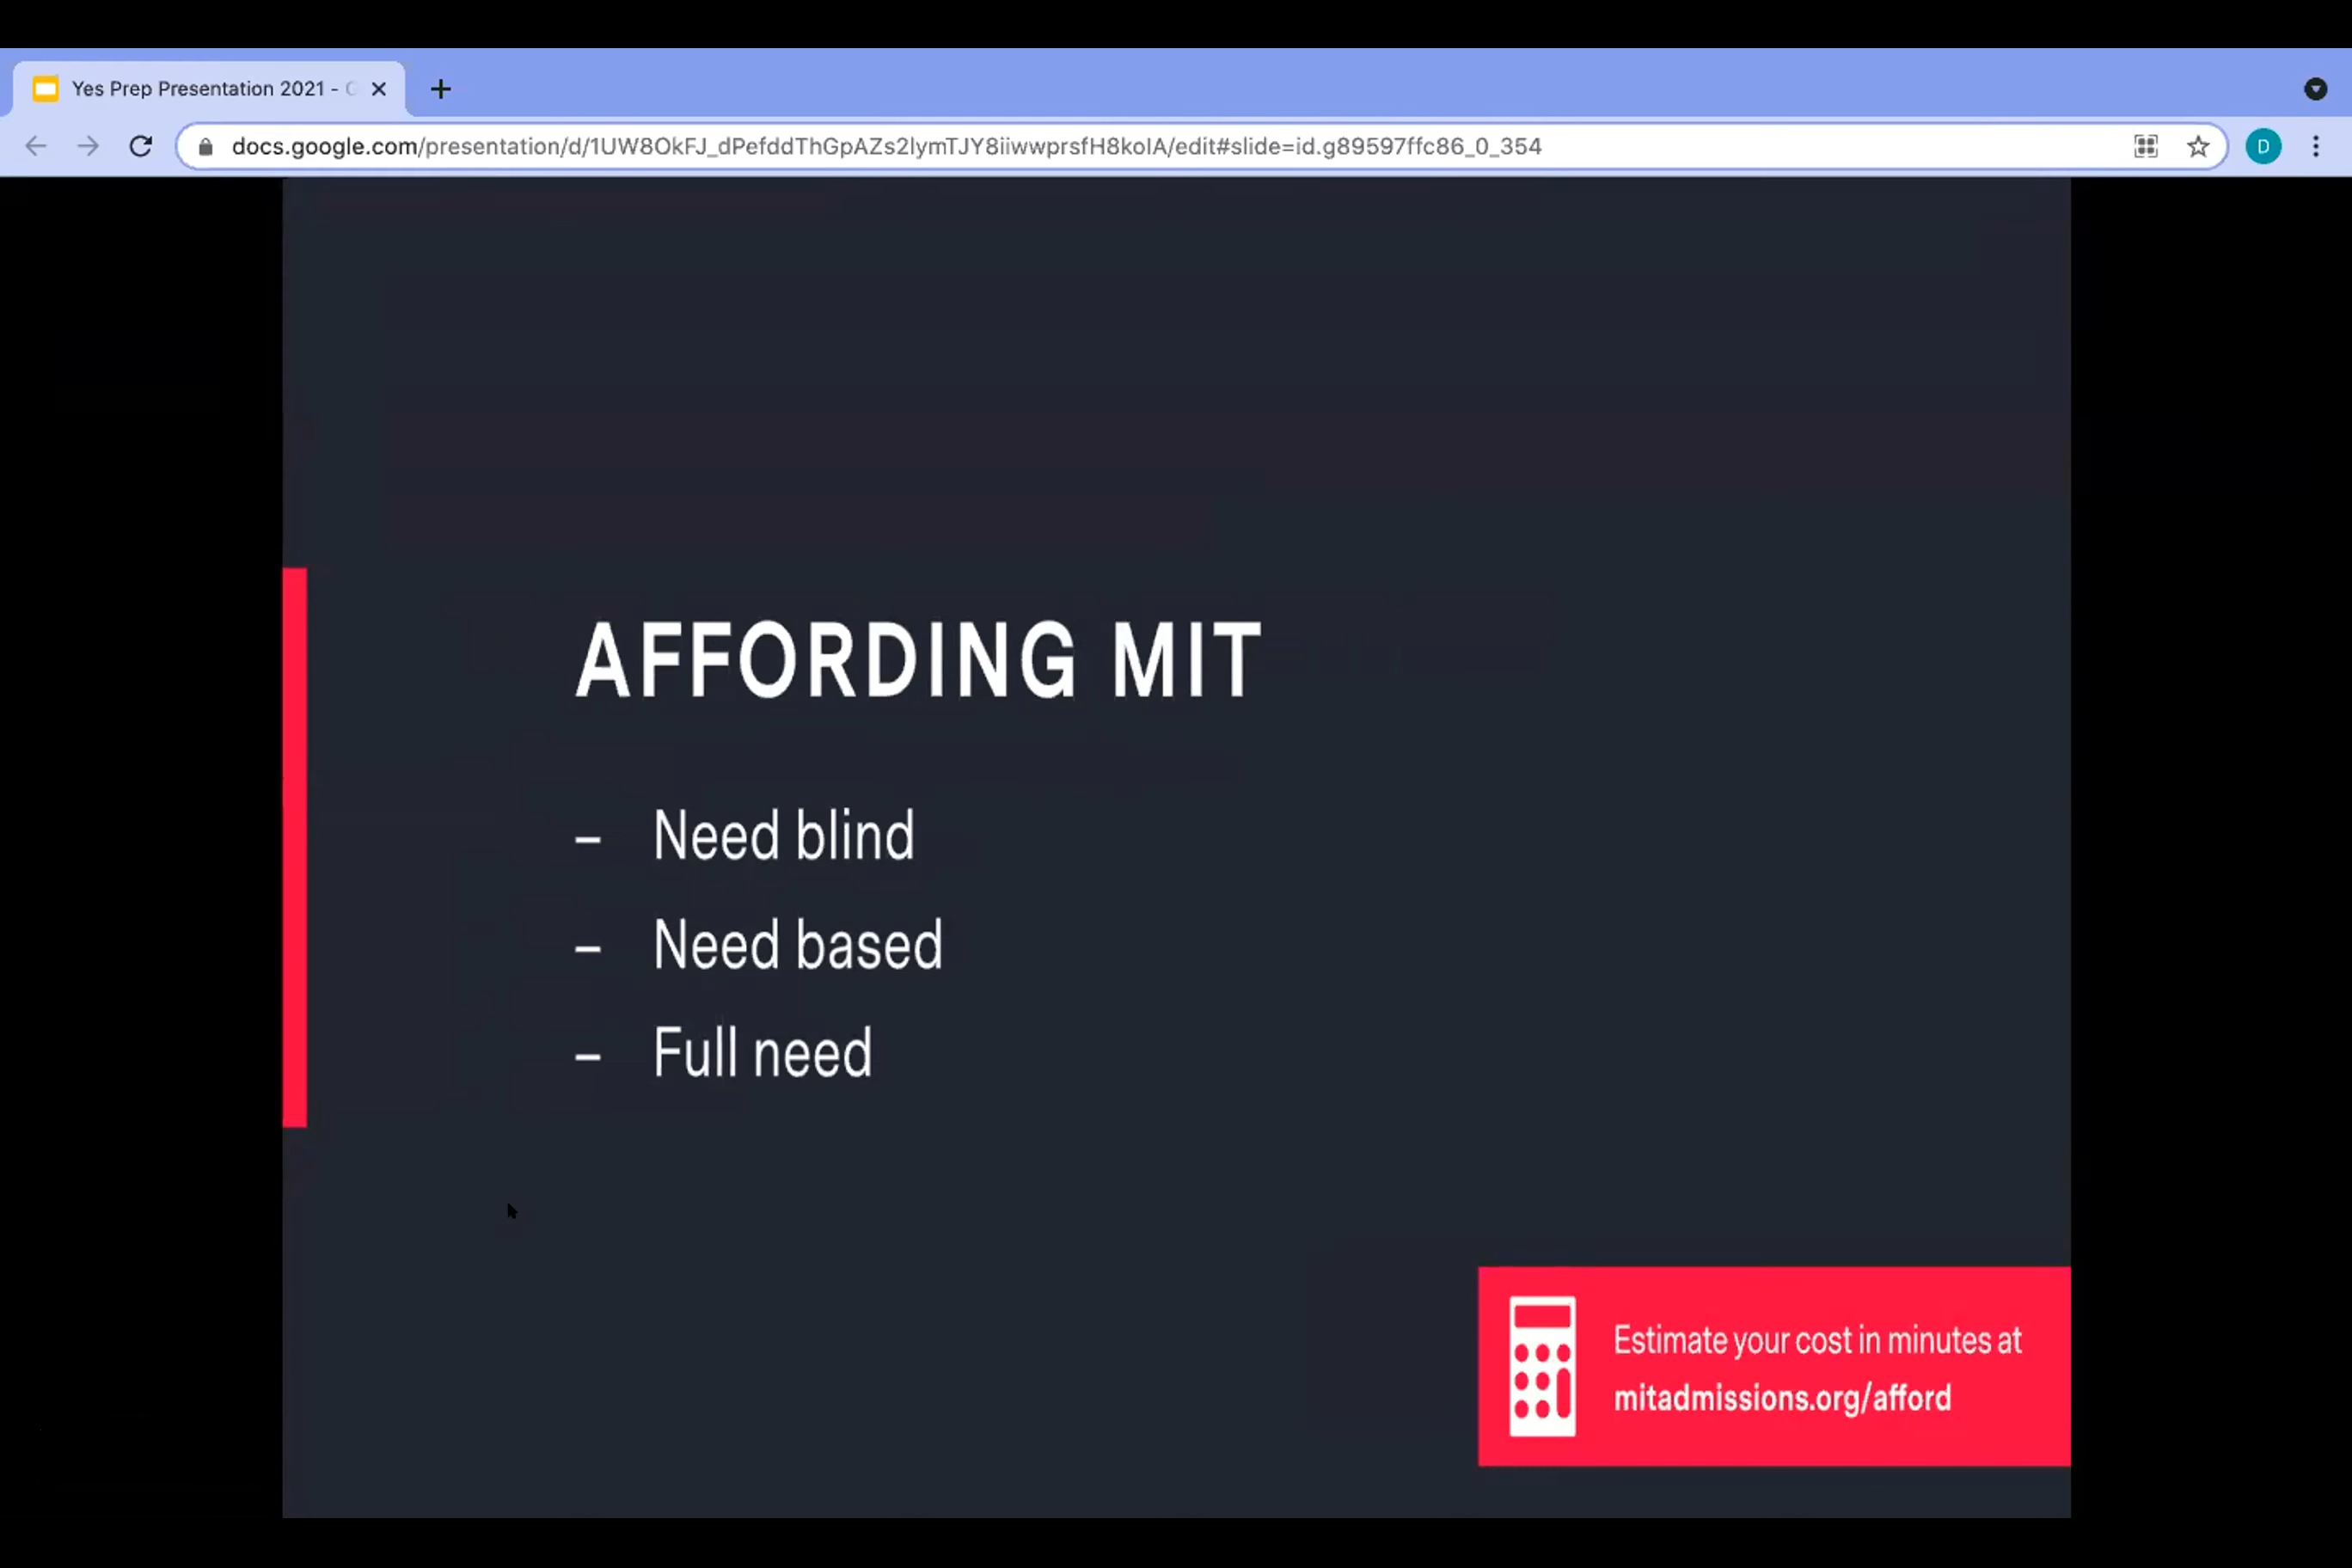 Yes Prep Presentation 2021 -
docs.google.com/presentation/d/1UW8OkFJ_dPefddThGpAZs2lymTJY8iiwwprsfH8kolA/edit#slide=id.g89597ffc86_0_354
D
AFFORDING MIT
– Need blind
– Need based
– Full need
Estimate your cost in minutes at
mitadmissions.org/afford